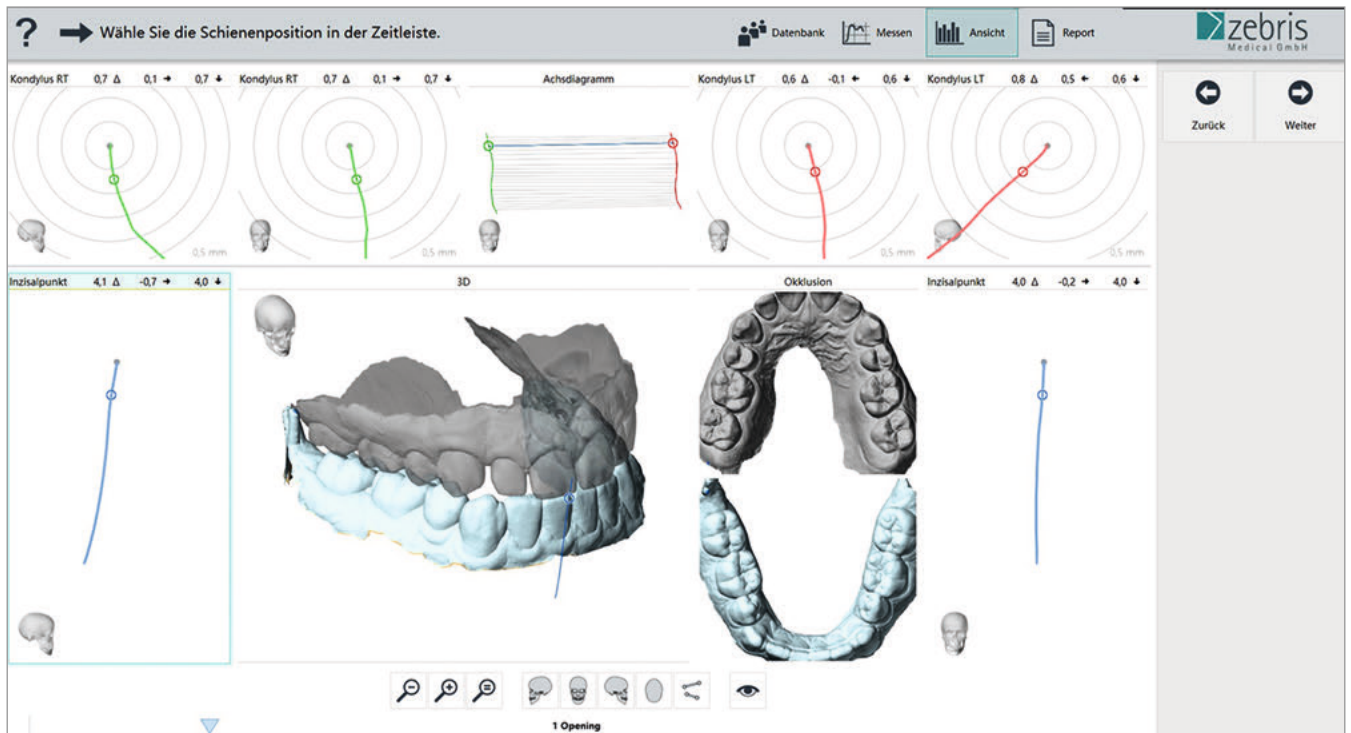 ? Wähle Sie die Schienenposition in der Zeitleiste. Datenbank Messen Ansicht Report zebris Medical GmbH
Kondylus RT 0,7 Δ 0,1 → 0,7 ↓
Kondylus RT 0,7 Δ 0,1 → 0,7 ↓
Achsdiagramm
Kondylus LT 0,6 Δ -0,1 ← 0,6 ↓
Kondylus LT 0,8 Δ 0,5 ← 0,6 ↓
Zurück
Weiter
0,5 mm
0,5 mm
0,5 mm
0,5 mm
Inzisalpunkt 4,1 Δ -0,7 → 4,0 ↓
3D
Okklusion
Inzisalpunkt 4,0 Δ -0,2 → 4,0 ↓
1 Opening